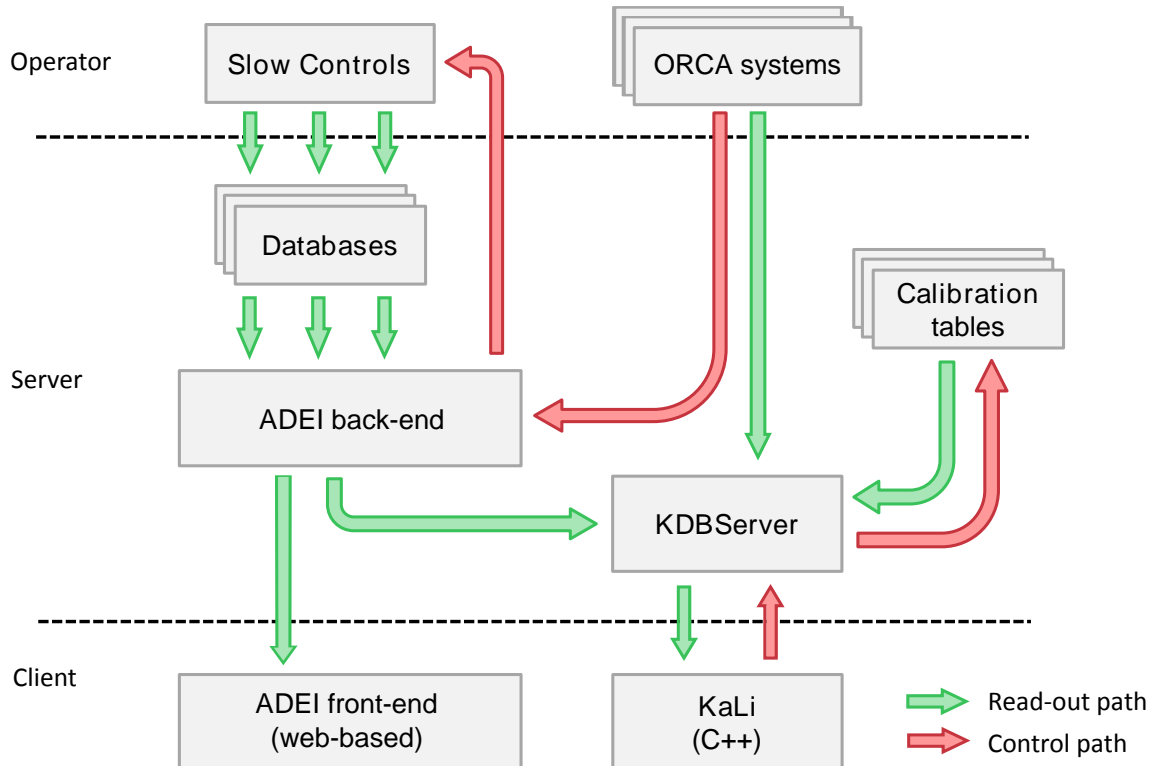 Operator
Slow Controls
ORCA systems
Databases
Calibration
tables
Server
ADEI back-end
KDBServer
Client
ADEI front-end
(web-based)
KaLi
(C++)
Read-out path
Control path